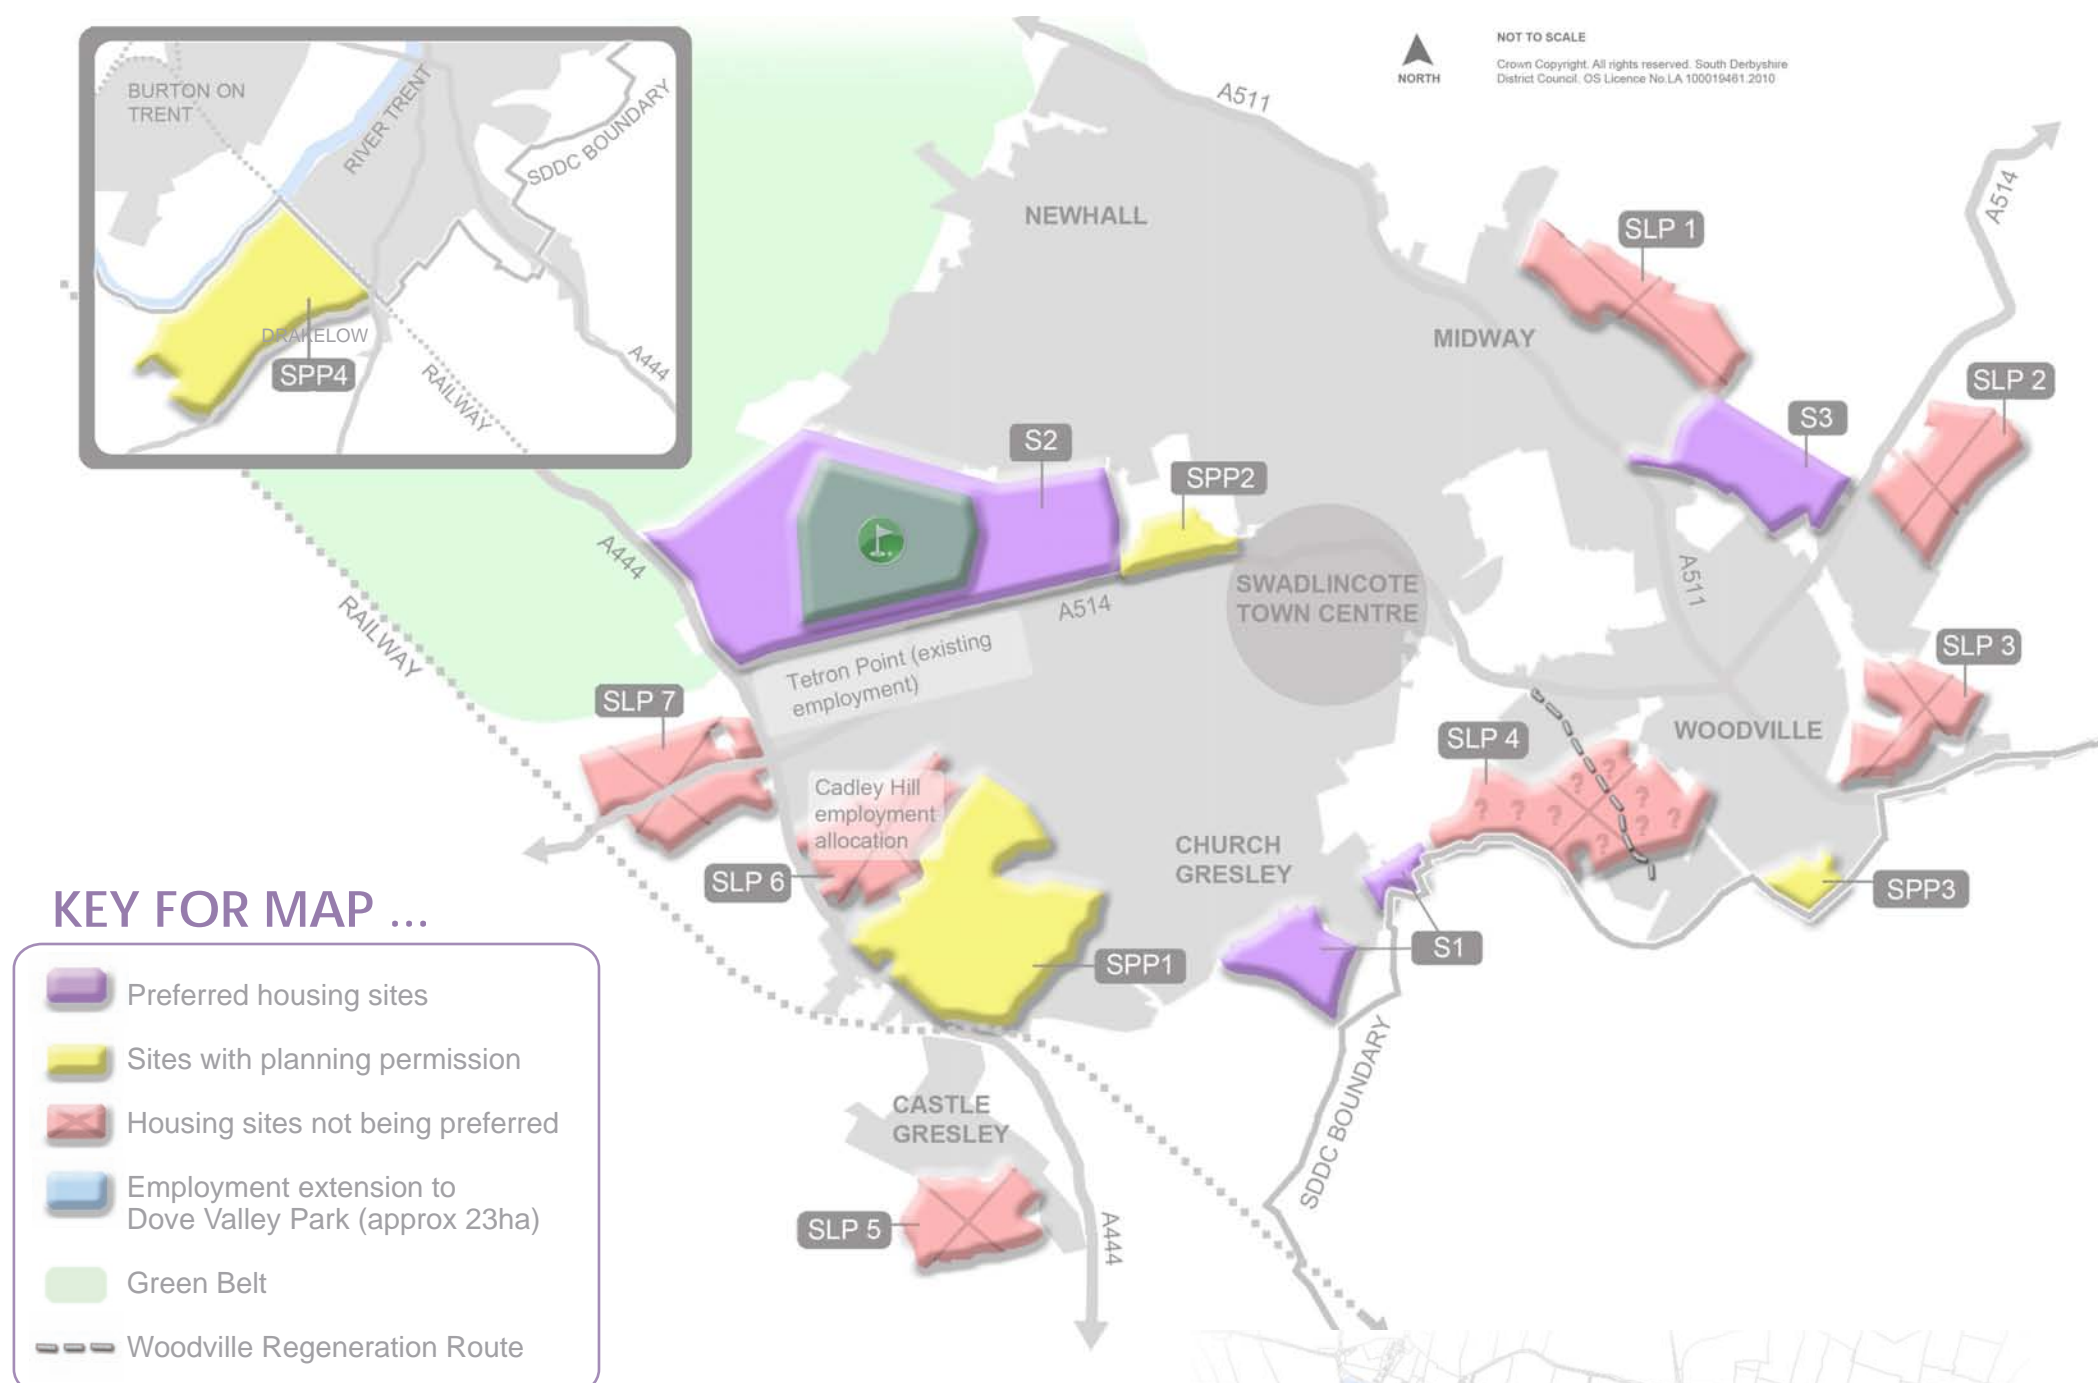 NOT TO SCALE
Crown Copyright. All rights reserved. South Derbyshire
District Council. OS Licence No.LA 100019461.2010
NORTH
BURTON ON
TRENT
RIVER TRENT
SDDC BOUNDARY
DRAKELOW
SPP4
RAILWAY
A444
A511
NEWHALL
A514
SLP 1
MIDWAY
SLP 2
S3
S2
SPP2
A444
RAILWAY
A514
SWADLINCOTE
TOWN CENTRE
A511
Tetron Point (existing
employment)
SLP 3
SLP 7
SLP 4
WOODVILLE
? ? ? ? ? ? ? ?
Cadley Hill
employment
allocation
CHURCH
GRESLEY
SLP 6
SPP3
SPP1
S1
SDDC BOUNDARY
CASTLE
GRESLEY
SLP 5
A444
KEY FOR MAP ...
Preferred housing sites
Sites with planning permission
Housing sites not being preferred
Employment extension to
Dove Valley Park (approx 23ha)
Green Belt
Woodville Regeneration Route